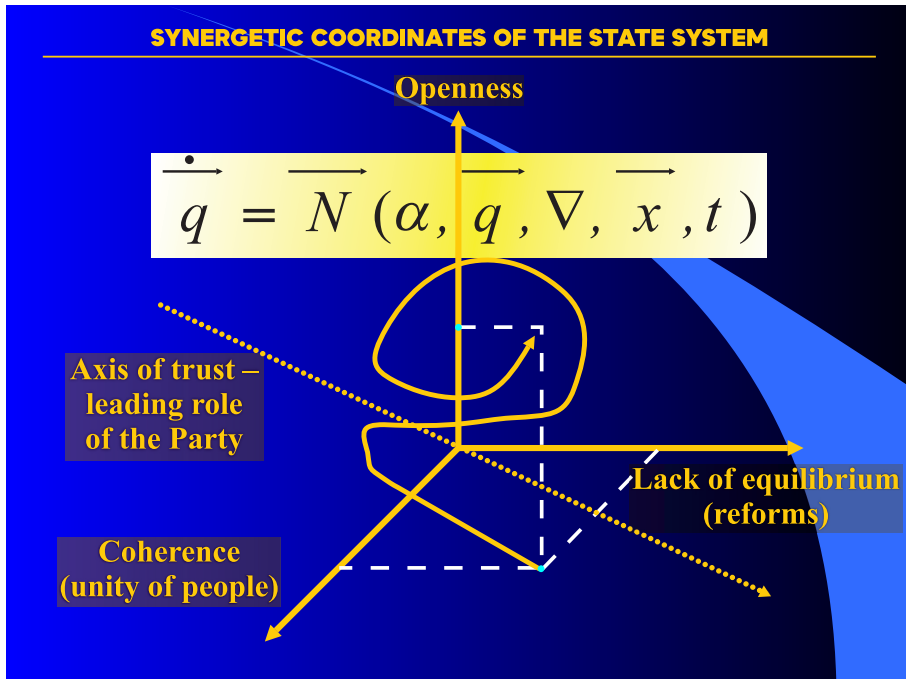 SYNERGETIC COORDINATES OF THE STATE SYSTEM
Openness
q̇⃗ = N⃗ (α, q⃗, ∇, x⃗, t)
Axis of trust –
leading role
of the Party
Lack of equilibrium
(reforms)
Coherence
(unity of people)